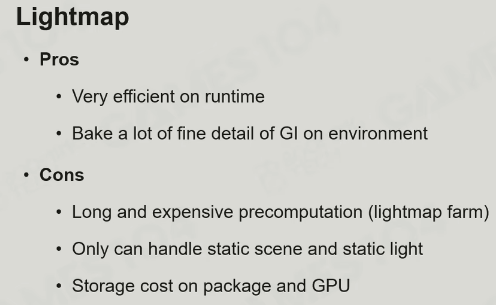 Lightmap
• Pros
• Very efficient on runtime
• Bake a lot of fine detail of GI on environment
• Cons
• Long and expensive precomputation (lightmap farm)
• Only can handle static scene and static light
• Storage cost on package and GPU